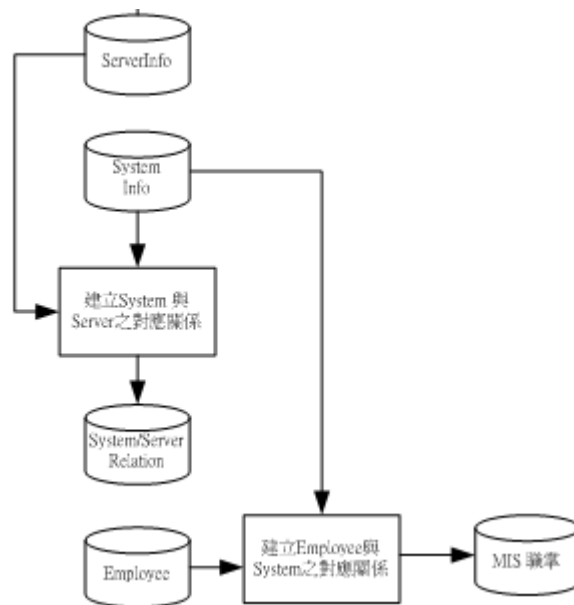 ServerInfo
System
Info
建立System 與
Server之對應關係
System/Server
Relation
Employee
建立Employee與
System之對應關係
MIS 職掌